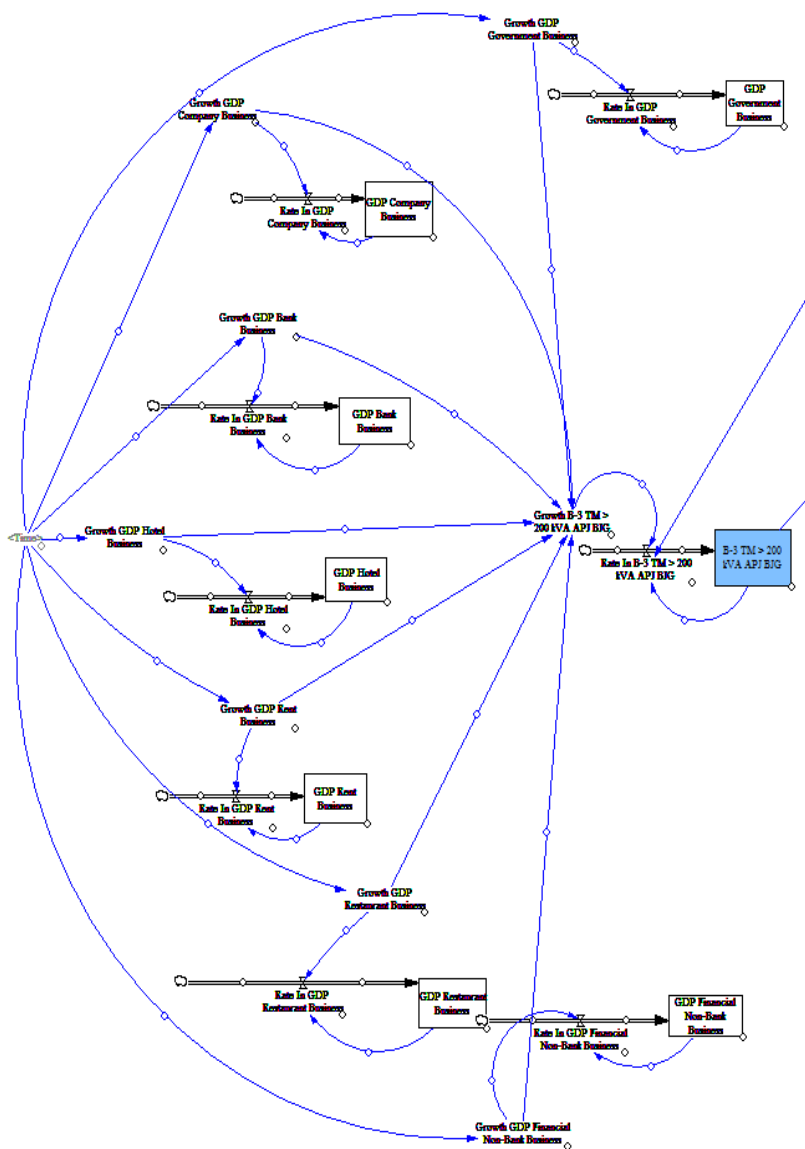 Growth GDP
Government Business
Rate In GDP
Government Business
GDP
Government
Business
Growth GDP
Company Business
Rate In GDP
Company Business
GDP Company
Business
Growth GDP Bank
Business
Rate In GDP Bank
Business
GDP Bank
Business
<Time>
Growth GDP Hotel
Business
Rate In GDP Hotel
Business
GDP Hotel
Business
Growth B-3 TM >
200 kVA APJ BJG
Rate In B-3 TM > 200
kVA APJ BJG
B-3 TM > 200
kVA APJ BJG
Growth GDP Rent
Business
Rate In GDP Rent
Business
GDP Rent
Business
Growth GDP
Restaurant Business
Rate In GDP
Restaurant Business
GDP Restaurant
Business
Rate In GDP Financial
Non-Bank Business
GDP Financial
Non-Bank
Business
Growth GDP Financial
Non-Bank Business